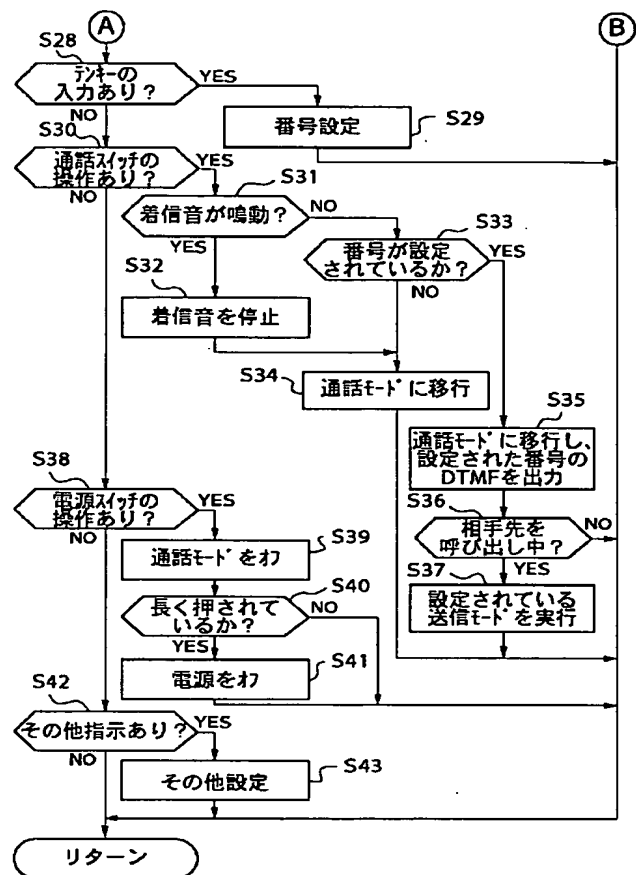 A
B
S28
テンキーの
入力あり？
YES
NO
番号設定
S29
S30
通話スイッチの
操作あり？
YES
NO
S31
着信音が鳴動？
NO
YES
S32
着信音を停止
S33
番号が設定
されているか？
YES
NO
S34
通話モードに移行
S35
通話モードに移行し、
設定された番号の
DTMFを出力
S36
相手先を
呼び出し中？
NO
YES
S37
設定されている
送信モードを実行
S38
電源スイッチの
操作あり？
YES
NO
S39
通話モードをオフ
S40
長く押されて
いるか？
NO
YES
S41
電源をオフ
S42
その他指示あり？
YES
NO
S43
その他設定
リターン